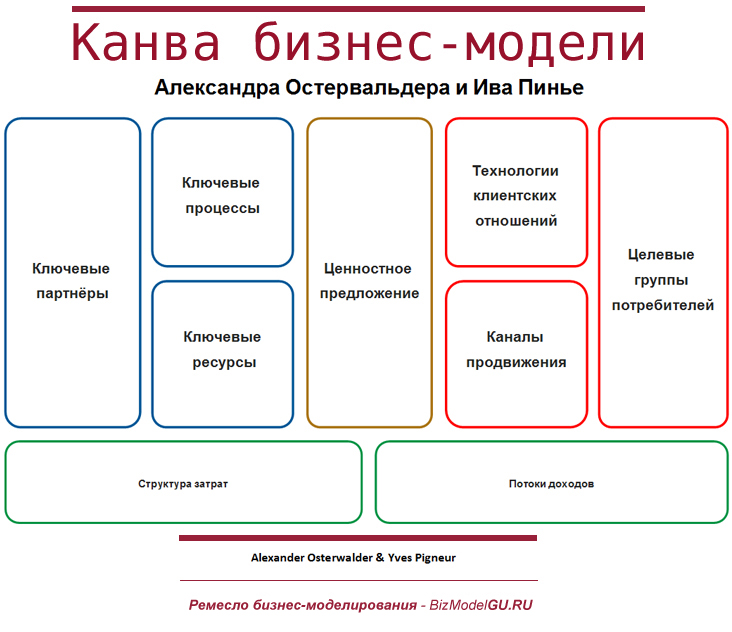 Канва бизнес-модели
Александра Остервальдера и Ива Пинье
Ключевые
партнёры
Ключевые
процессы
Ключевые
ресурсы
Ценностное
предложение
Технологии
клиентских
отношений
Каналы
продвижения
Целевые
группы
потребителей
Структура затрат
Потоки доходов
Alexander Osterwalder & Yves Pigneur
Ремесло бизнес-моделирования - BizModelGU.RU